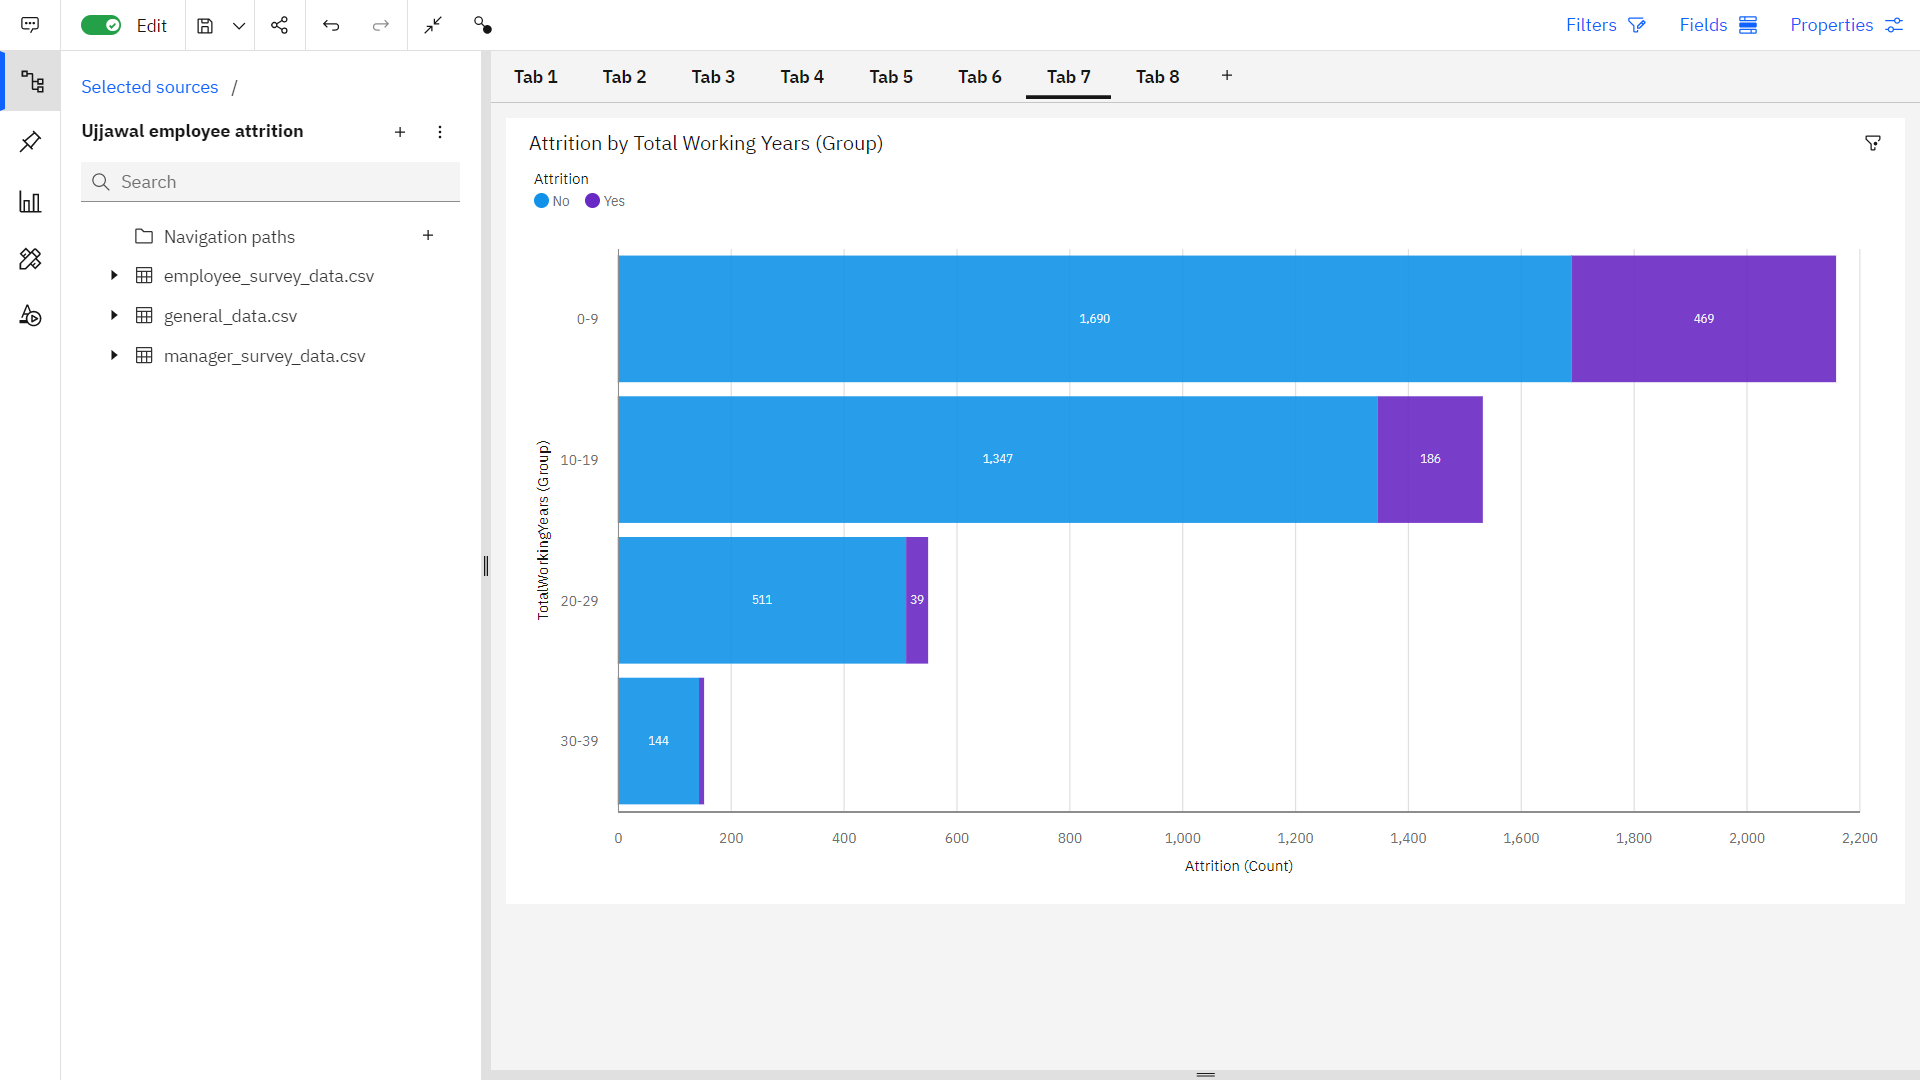 Edit
Filters
Fields
Properties
Selected sources /
Ujjawal employee attrition
Search
Navigation paths
employee_survey_data.csv
general_data.csv
manager_survey_data.csv
Tab 1 Tab 2 Tab 3 Tab 4 Tab 5 Tab 6 Tab 7 Tab 8
Attrition by Total Working Years (Group)
Attrition
No Yes
TotalWorkingYears (Group)
0-9 1,690 469
10-19 1,347 186
20-29 511 39
30-39 144
0 200 400 600 800 1,000 1,200 1,400 1,600 1,800 2,000 2,200
Attrition (Count)